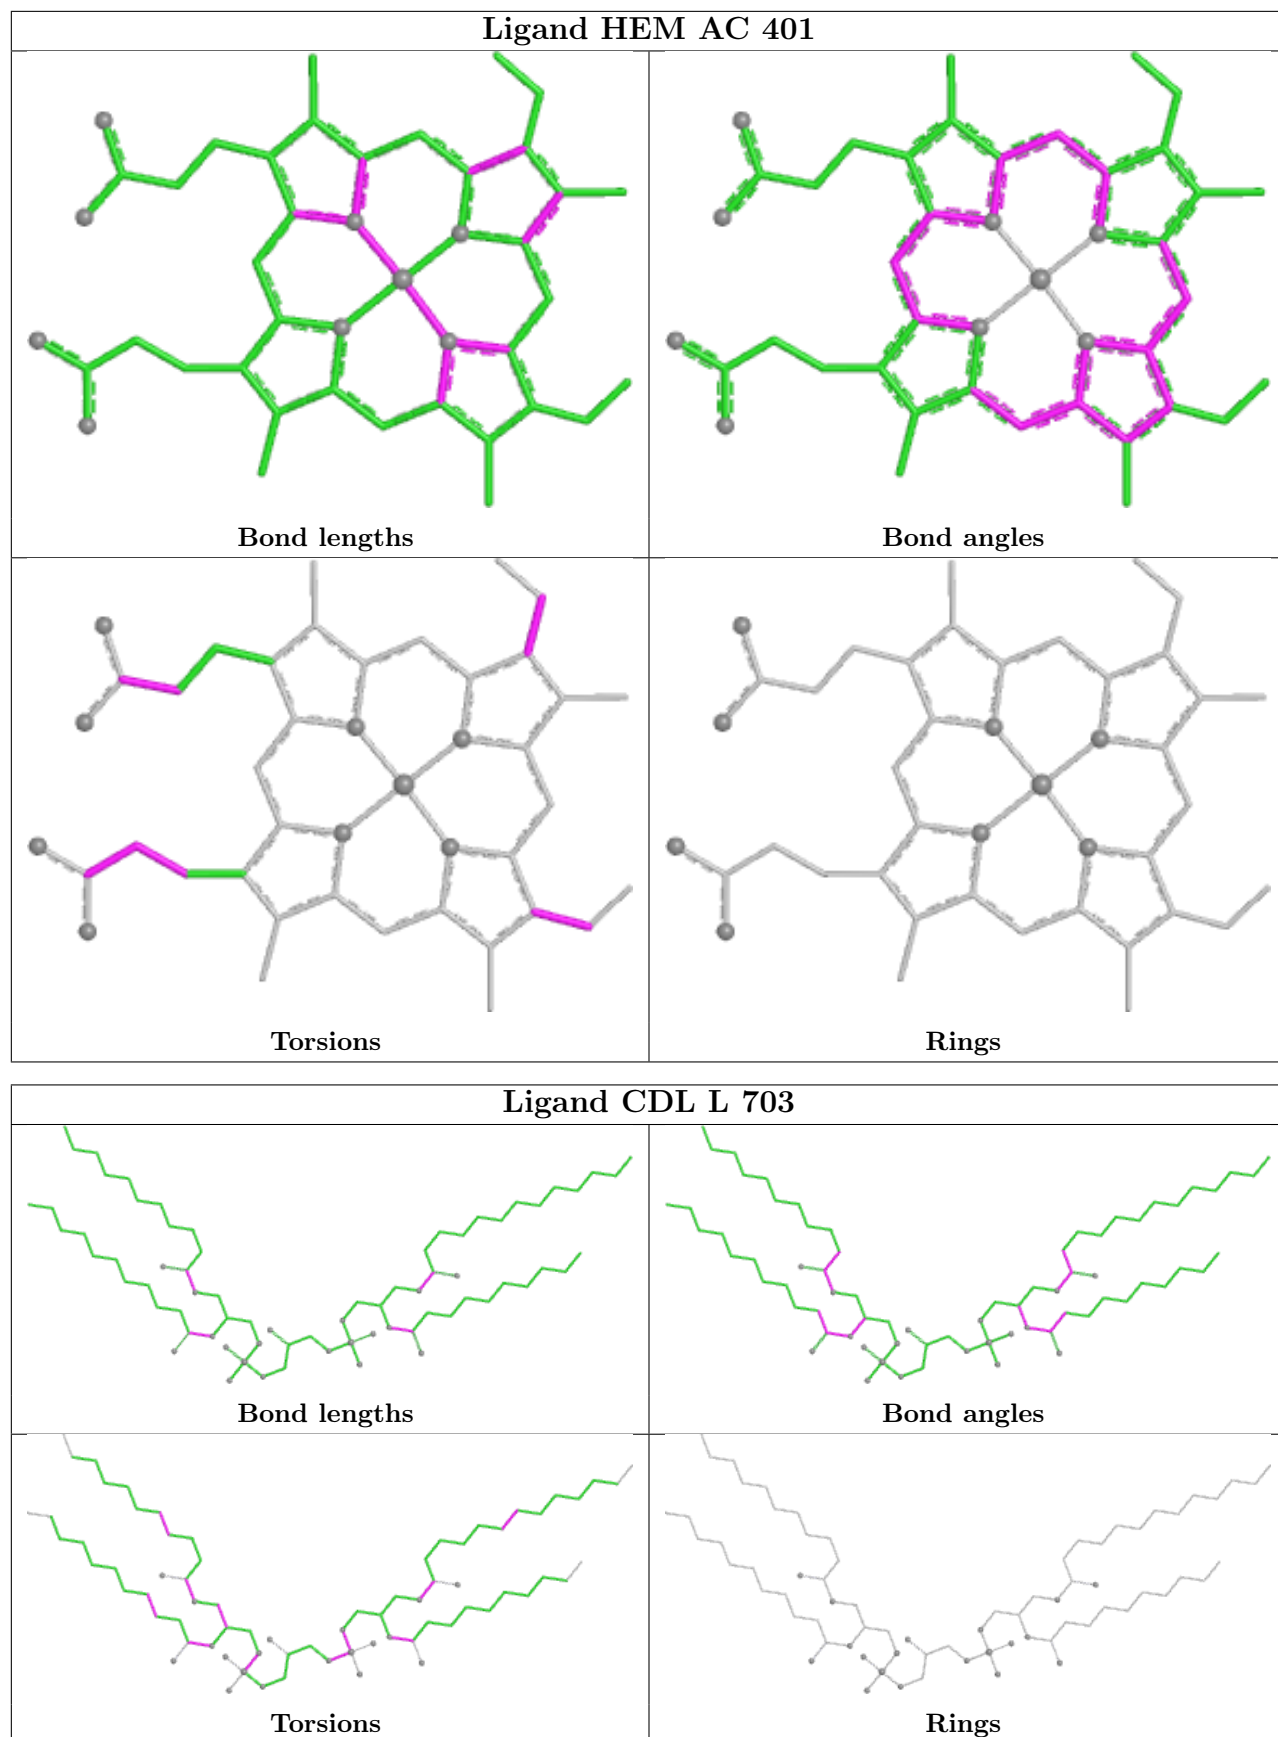 Ligand HEM AC 401
Bond lengths
Bond angles
Torsions
Rings
Ligand CDL L 703
Bond lengths
Bond angles
Torsions
Rings